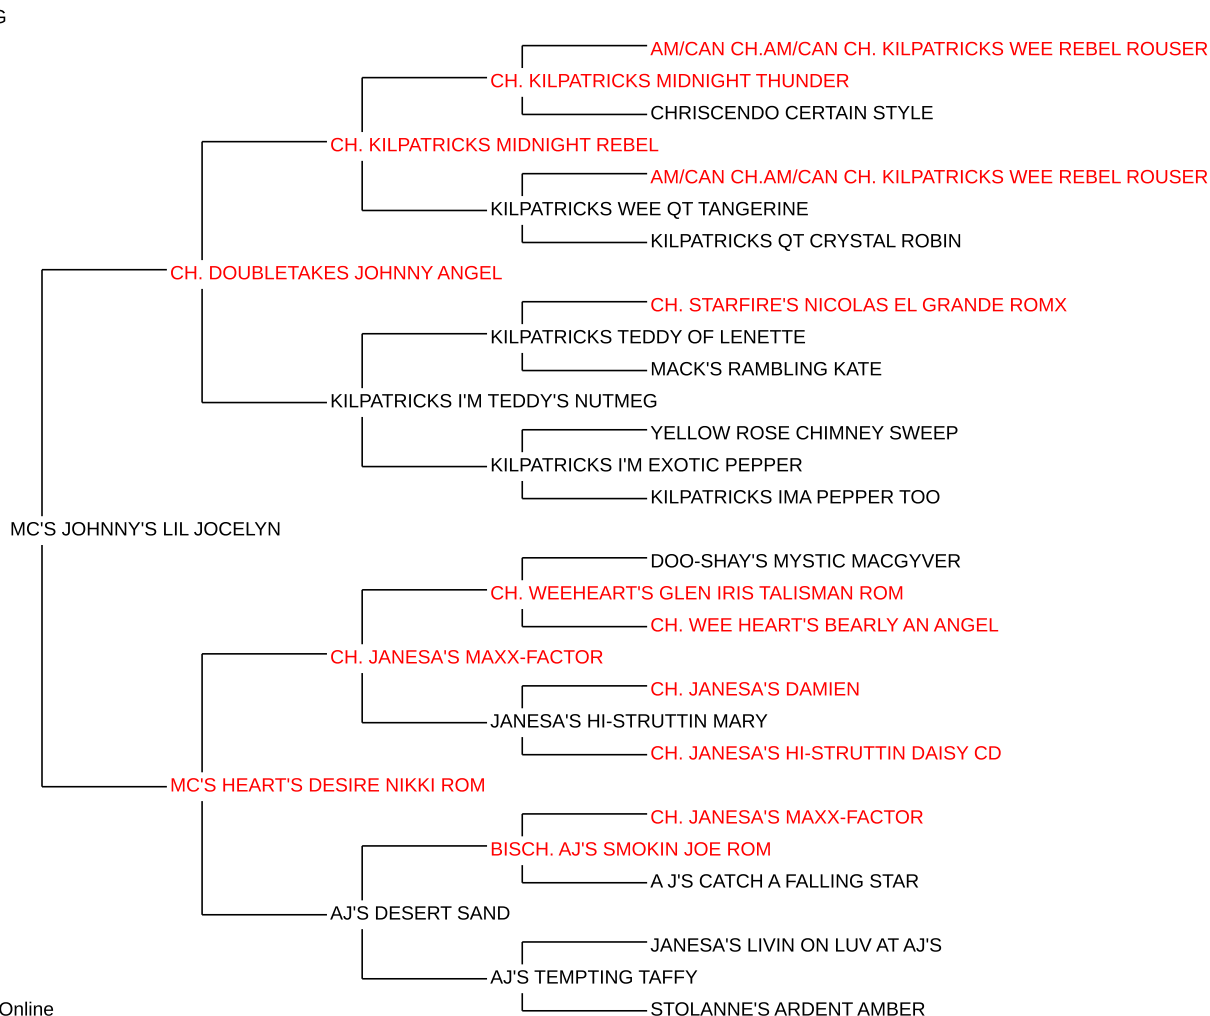 G
AM/CAN CH.AM/CAN CH. KILPATRICKS WEE REBEL ROUSER
CH. KILPATRICKS MIDNIGHT THUNDER
CHRISCENDO CERTAIN STYLE
CH. KILPATRICKS MIDNIGHT REBEL
AM/CAN CH.AM/CAN CH. KILPATRICKS WEE REBEL ROUSER
KILPATRICKS WEE QT TANGERINE
KILPATRICKS QT CRYSTAL ROBIN
CH. DOUBLETAKES JOHNNY ANGEL
CH. STARFIRE'S NICOLAS EL GRANDE ROMX
KILPATRICKS TEDDY OF LENETTE
MACK'S RAMBLING KATE
KILPATRICKS I'M TEDDY'S NUTMEG
YELLOW ROSE CHIMNEY SWEEP
KILPATRICKS I'M EXOTIC PEPPER
KILPATRICKS IMA PEPPER TOO
MC'S JOHNNY'S LIL JOCELYN
DOO-SHAY'S MYSTIC MACGYVER
CH. WEEHEART'S GLEN IRIS TALISMAN ROM
CH. WEE HEART'S BEARLY AN ANGEL
CH. JANESA'S MAXX-FACTOR
CH. JANESA'S DAMIEN
JANESA'S HI-STRUTTIN MARY
CH. JANESA'S HI-STRUTTIN DAISY CD
MC'S HEART'S DESIRE NIKKI ROM
CH. JANESA'S MAXX-FACTOR
BISCH. AJ'S SMOKIN JOE ROM
A J'S CATCH A FALLING STAR
AJ'S DESERT SAND
JANESA'S LIVIN ON LUV AT AJ'S
AJ'S TEMPTING TAFFY
STOLANNE'S ARDENT AMBER
Online